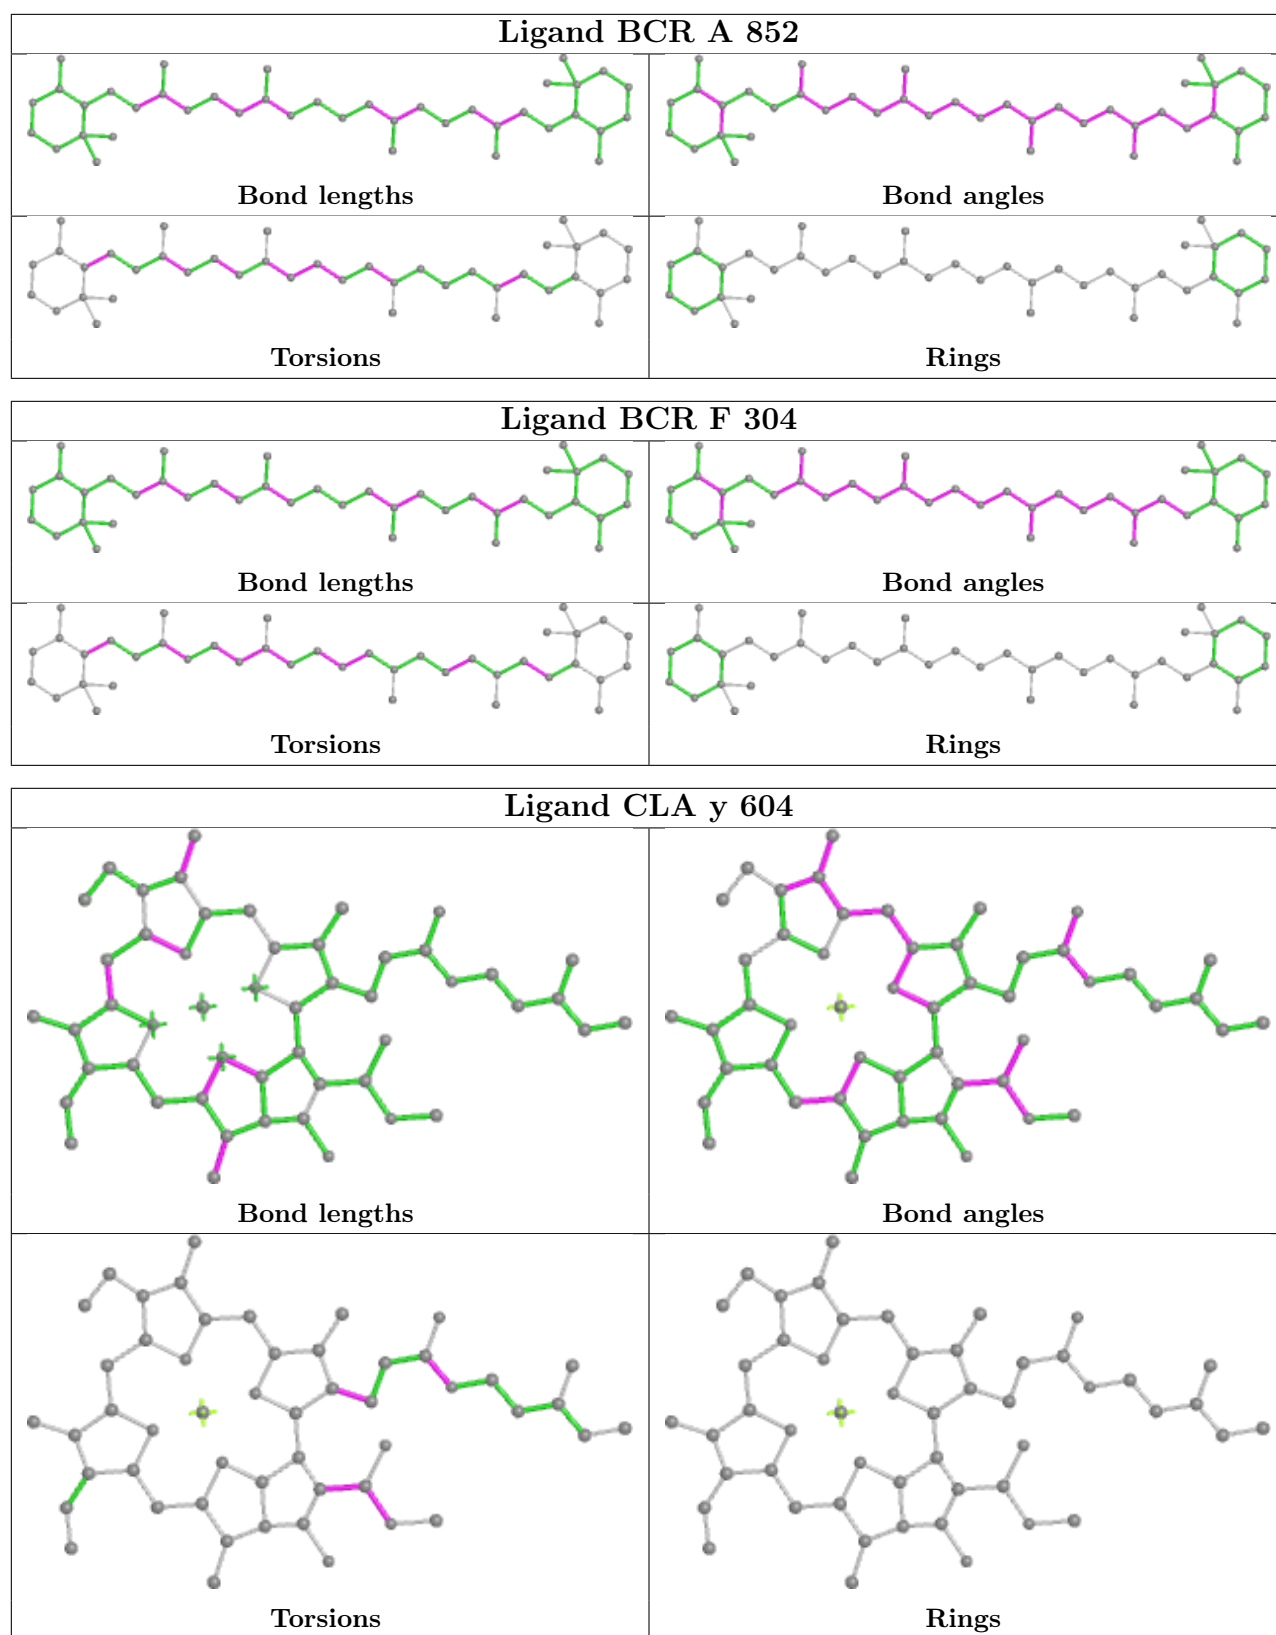 Ligand BCR A 852
Bond lengths
Bond angles
Torsions
Rings
Ligand BCR F 304
Bond lengths
Bond angles
Torsions
Rings
Ligand CLA y 604
Bond lengths
Bond angles
Torsions
Rings